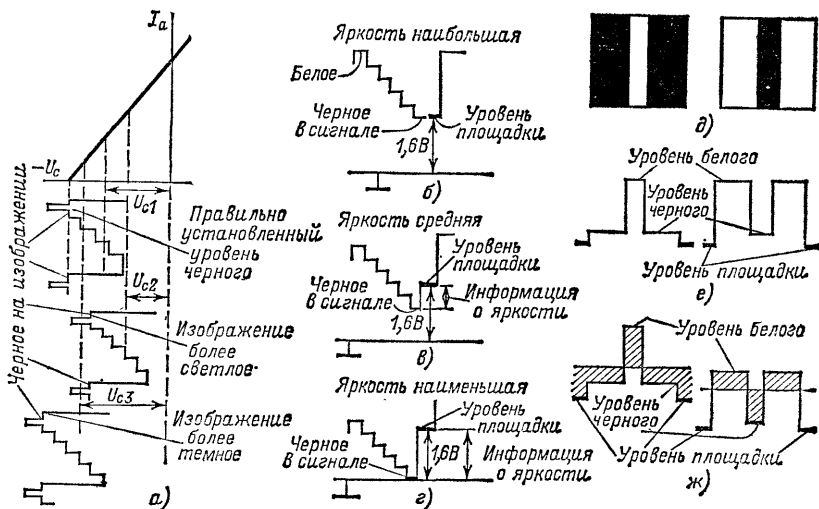 Iа
−Uс
Uс1
Правильно
установленный
уровень
черного
Uс2
Черное на изображении
Изображение
более
светлое
Uс3
Изображение
более
темное
а)
Яркость наибольшая
Белое
Черное
в сигнале
Уровень
площадки
1,6В
б)
Яркость средняя
Уровень
площадки
Черное
в сигнале
1,6В
Информация
о яркости
в)
Яркость наименьшая
Уровень
площадки
Черное
в сигнале
1,6В
Информация
о яркости
г)
д)
Уровень белого
Уровень
черного
Уровень площадки
е)
Уровень белого
Уровень
черного
Уровень площадки
ж)